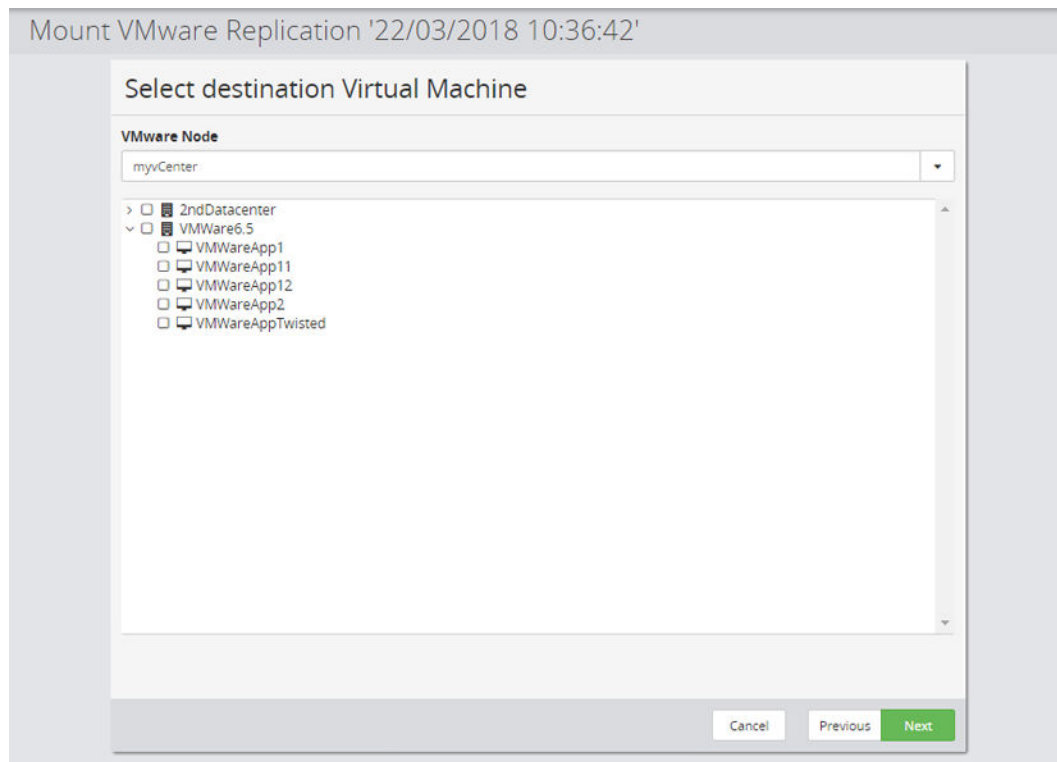 Mount VMware Replication '22/03/2018 10:36:42'
Select destination Virtual Machine
VMware Node
myvCenter
2ndDatacenter
VMWare6.5
VMWareApp1
VMWareApp11
VMWareApp12
VMWareApp2
VMWareAppTwisted
Cancel Previous Next